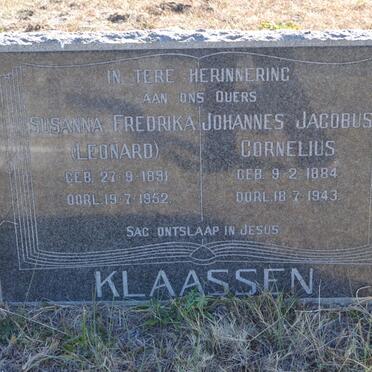 IN TERE HERINNERING
AAN ONS OUERS
SUSANNA FREDRIKA
(LEONARD)
GEB. 27·9·1891
OORL. 19·7·1952.
JOHANNES JACOBUS
CORNELIUS
GEB. 9·2·1884
OORL. 18·7·1943.
SAG ONTSLAAP IN JESUS
KLAASSEN